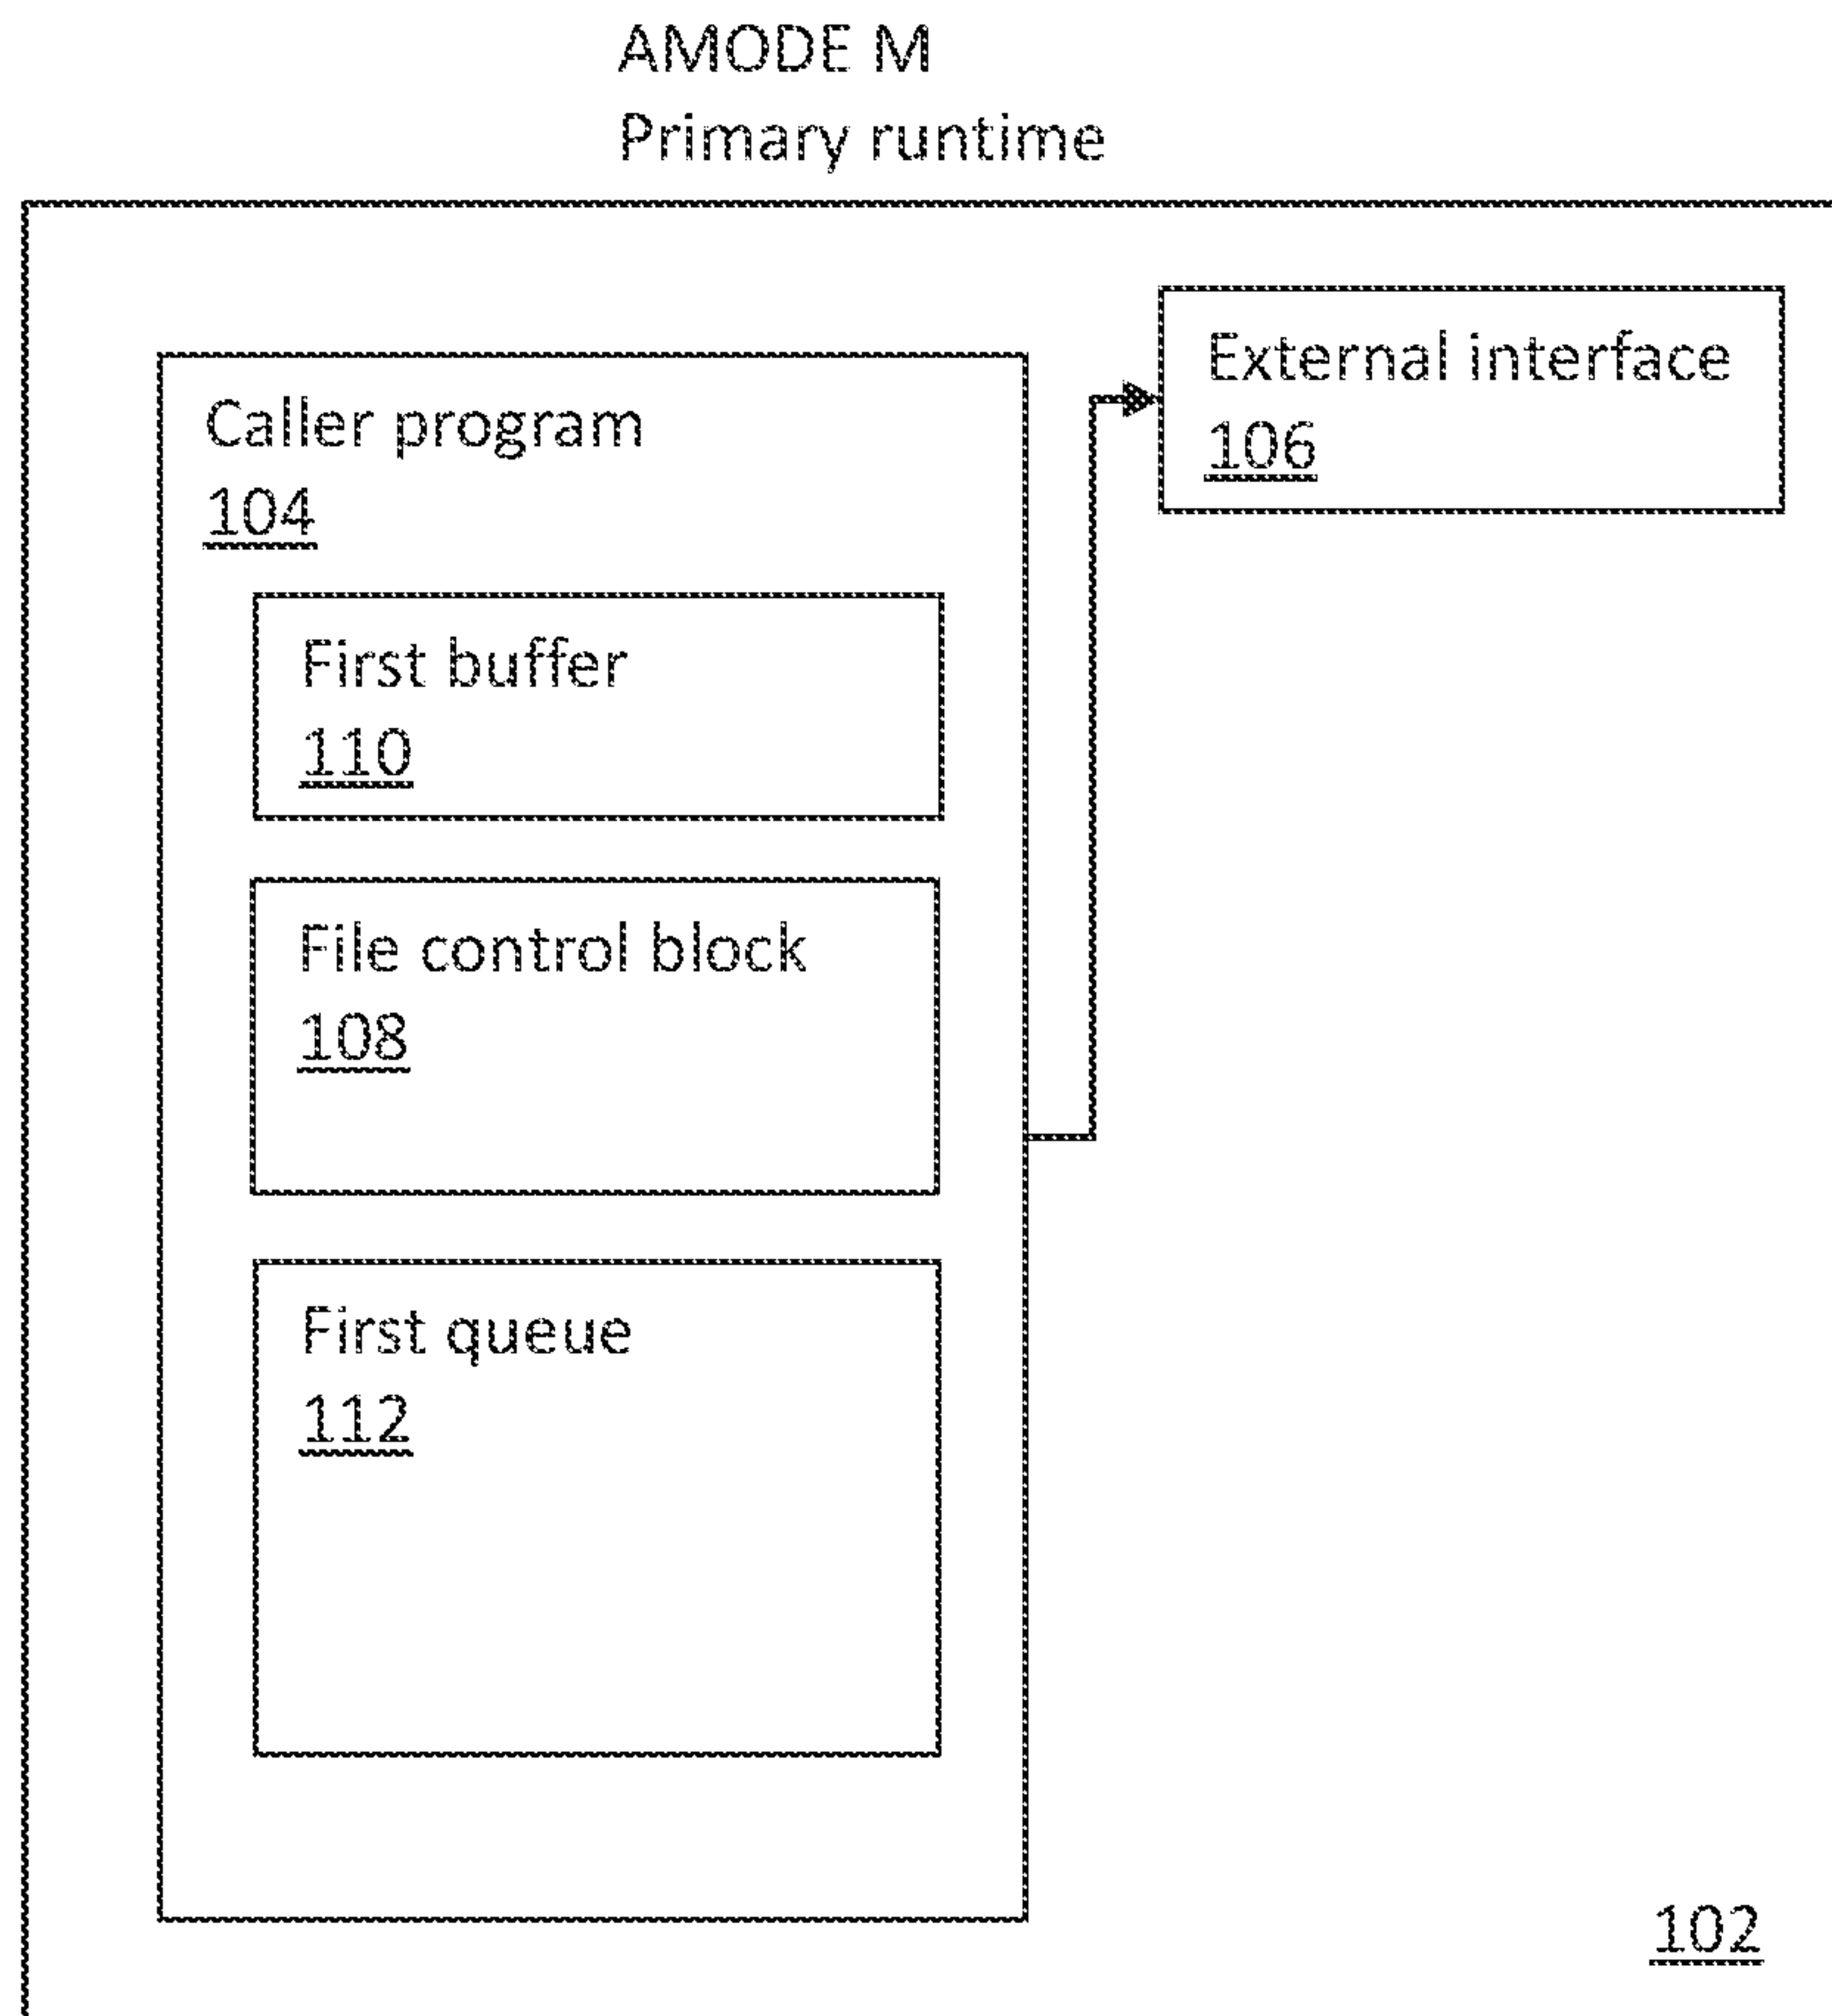 AMODE M
Primary runtime
External interface
106
Caller program
104
First buffer
110
File control block
108
First queue
112
102